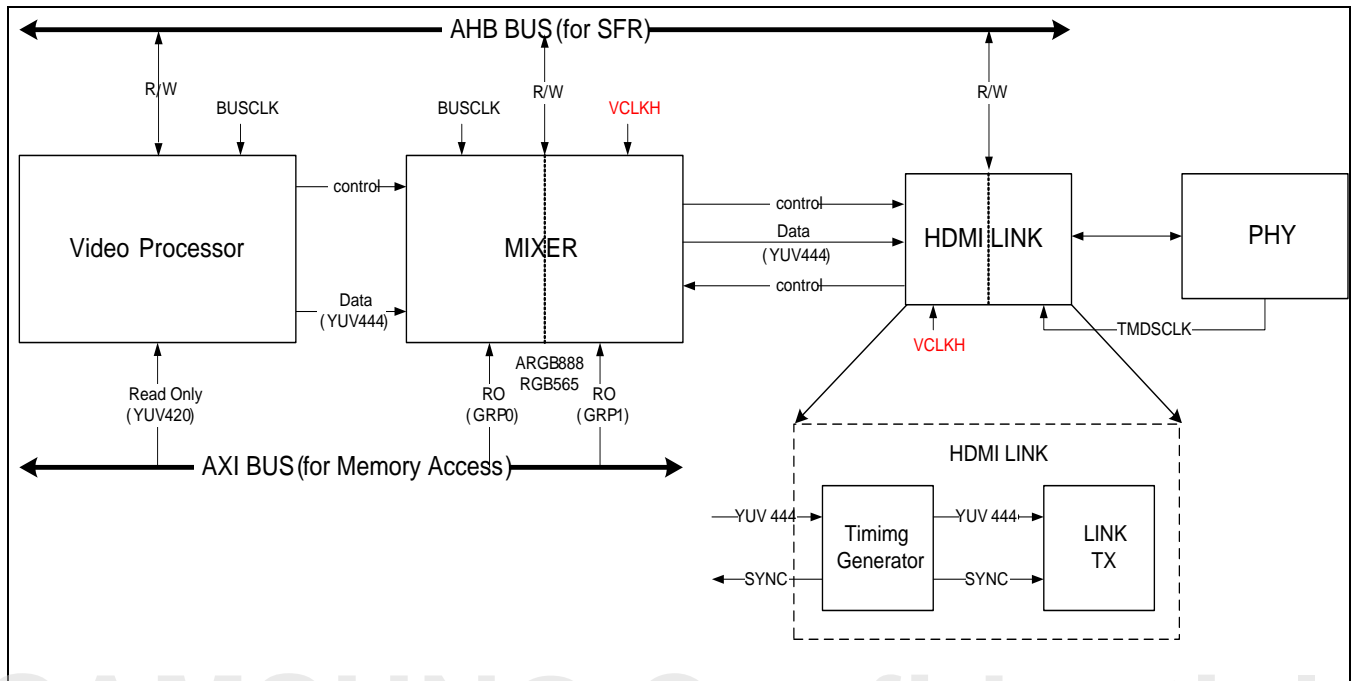 AHB BUS (for SFR)
R/W
BUSCLK
BUSCLK
R/W
VCLKH
R/W
Video Processor
control
Data
(YUV444)
MIXER
control
Data
(YUV444)
control
HDMI LINK
PHY
TMDSCLK
VCLKH
Read Only
(YUV420)
RO
(GRP0)
ARGB888
RGB565
RO
(GRP1)
AXI BUS (for Memory Access)
HDMI LINK
YUV 444
SYNC
Timimg
Generator
YUV 444
SYNC
LINK
TX